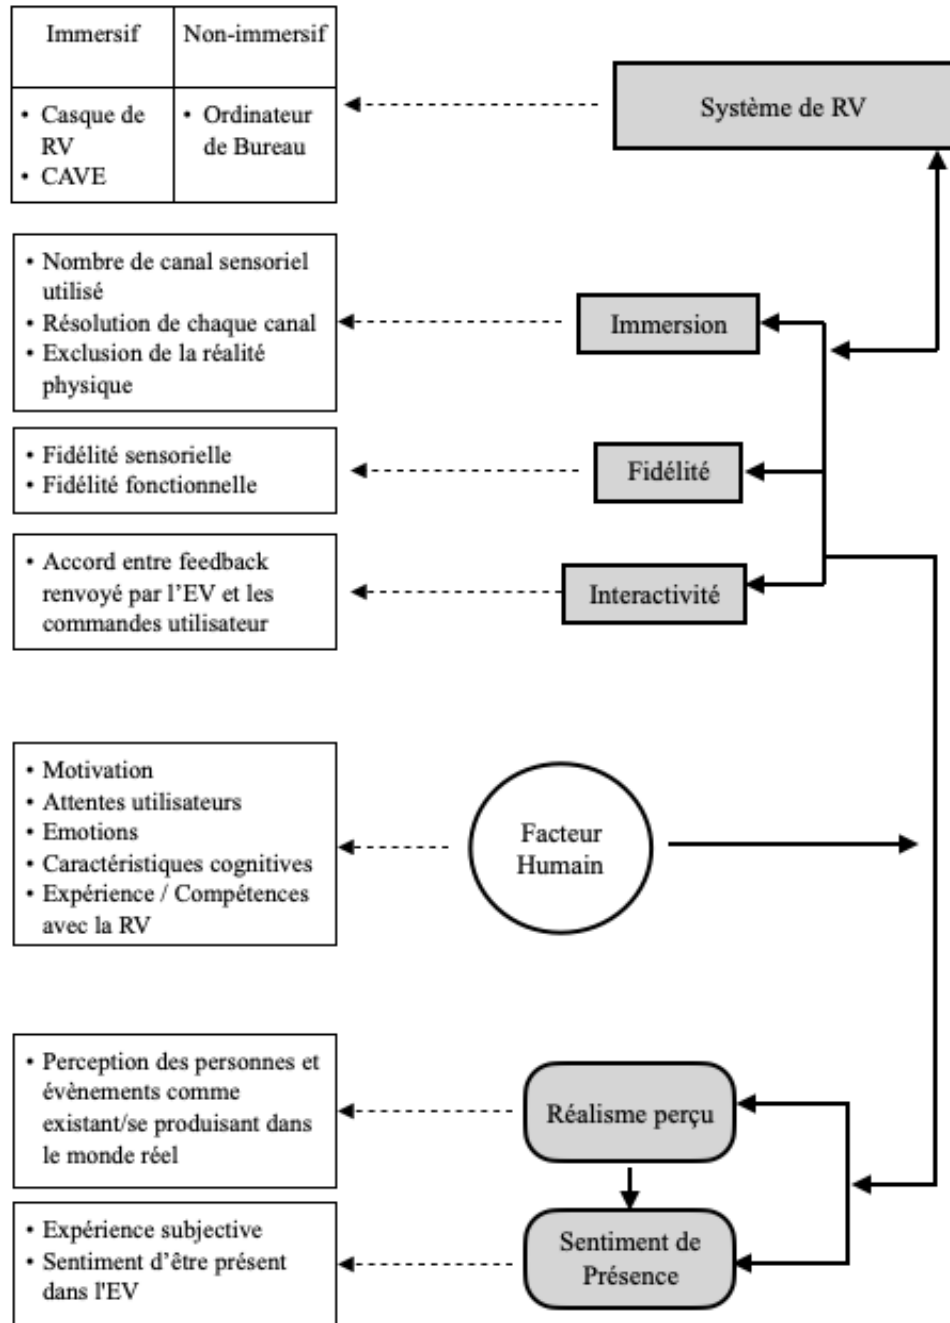 Immersif
Non-immersif
• Casque de
RV
• CAVE
• Ordinateur
de Bureau
Système de RV
• Nombre de canal sensoriel
utilisé
• Résolution de chaque canal
• Exclusion de la réalité
physique
Immersion
• Fidélité sensorielle
• Fidélité fonctionnelle
Fidélité
• Accord entre feedback
renvoyé par l'EV et les
commandes utilisateur
Interactivité
• Motivation
• Attentes utilisateurs
• Emotions
• Caractéristiques cognitives
• Expérience / Compétences
avec la RV
Facteur
Humain
• Perception des personnes et
évènements comme
existant/se produisant dans
le monde réel
Réalisme perçu
• Expérience subjective
• Sentiment d'être présent
dans l'EV
Sentiment de
Présence